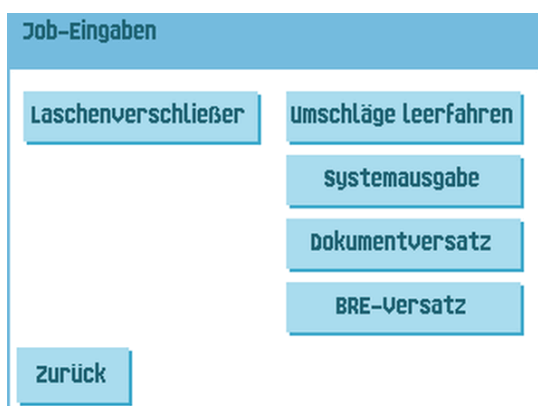 Job-Eingaben
Laschenverschließer
Umschläge leerfahren
Systemausgabe
Dokumentversatz
BRE-Versatz
Zurück